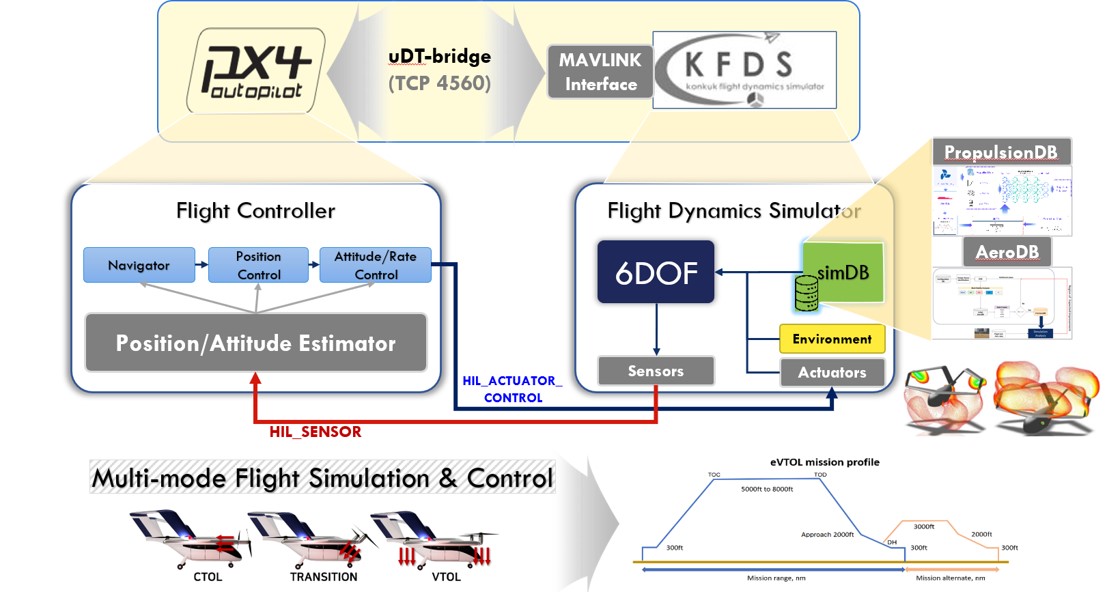 PX4
autopilot
uDT-bridge
(TCP 4560)
MAVLINK
Interface
KFDS
konkuk flight dynamics simulator
PropulsionDB
AeroDB
Flight Controller
Navigator
Position
Control
Attitude/Rate
Control
Position/Attitude Estimator
Flight Dynamics Simulator
6DOF
simDB
Environment
Sensors
Actuators
HIL_ACTUATOR_
CONTROL
HIL_SENSOR
Multi-mode Flight Simulation & Control
CTOL
TRANSITION
VTOL
eVTOL mission profile
TOC
TOD
5000ft to 8000ft
3000ft
Approach 2000ft
2000ft
DH
300ft
300ft
300ft
Mission range, nm
Mission alternate, nm